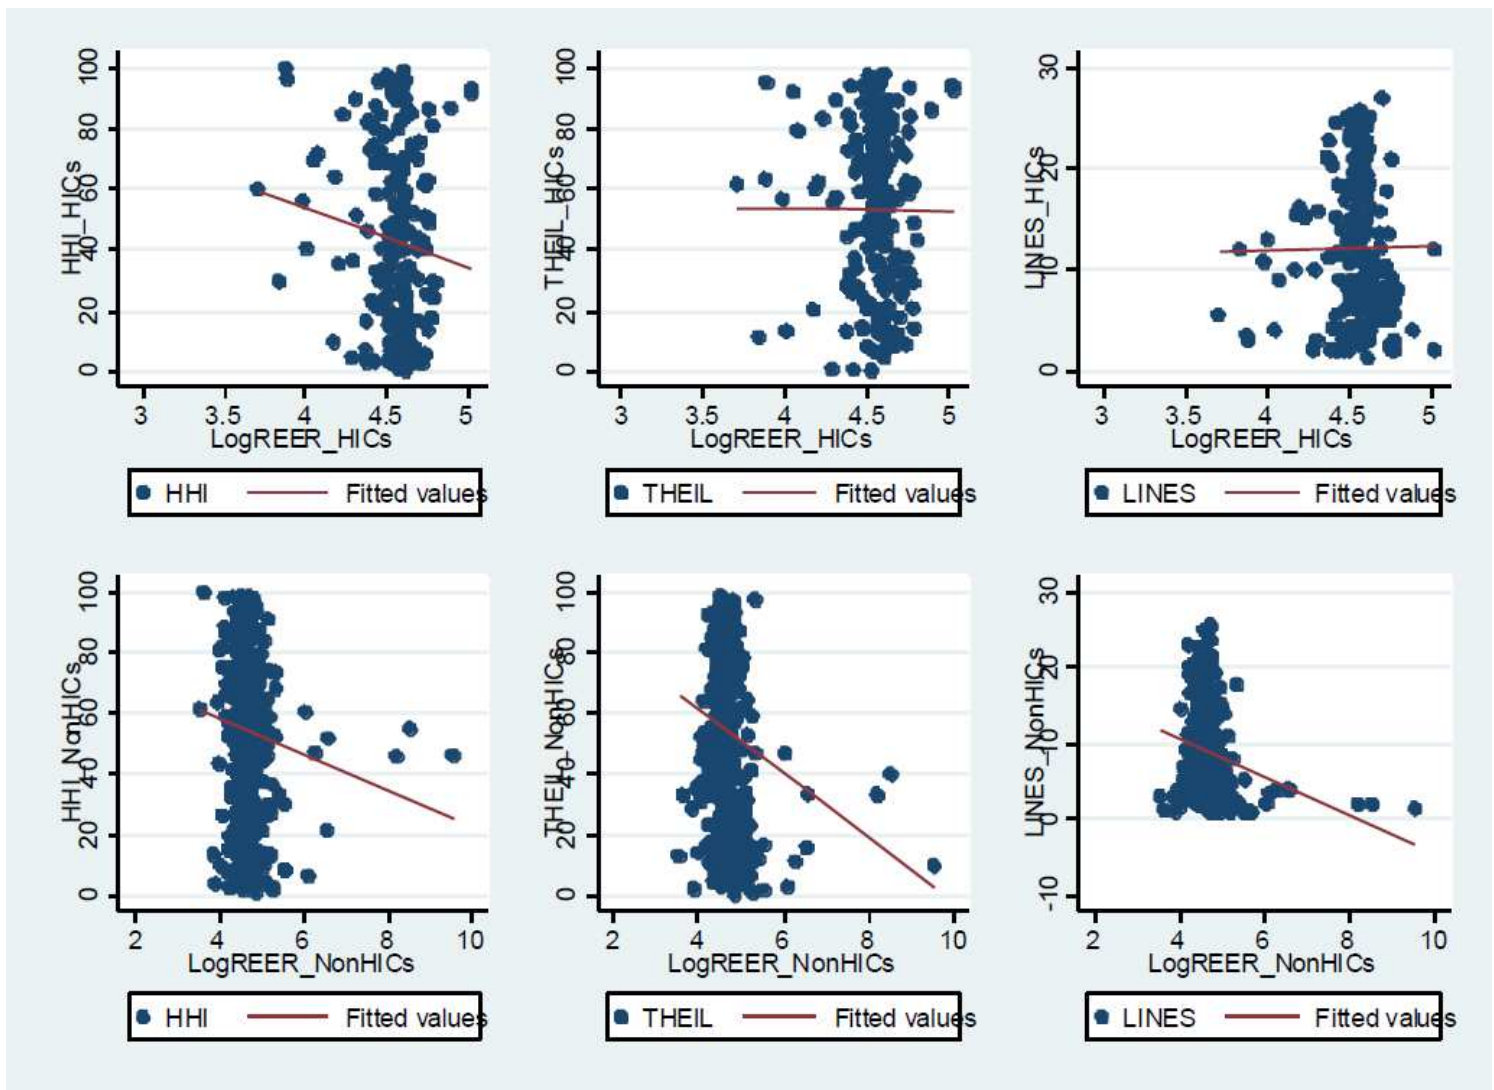 HHI_HICs
0 20 40 60 80 100
3 3.5 4 4.5 5
LogREER_HICs
HHI Fitted values
THEIL_HICs
0 20 40 60 80 100
3 3.5 4 4.5 5
LogREER_HICs
THEIL Fitted values
LINES_HICs
0 10 20 30
3 3.5 4 4.5 5
LogREER_HICs
LINES Fitted values
HHI_NonHICs
0 20 40 60 80 100
2 4 6 8 10
LogREER_NonHICs
HHI Fitted values
THEIL_NonHICs
0 20 40 60 80 100
2 4 6 8 10
LogREER_NonHICs
THEIL Fitted values
LINES_NonHICs
-10 0 10 20 30
2 4 6 8 10
LogREER_NonHICs
LINES Fitted values